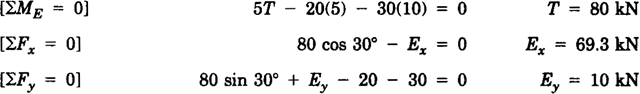 [ΣM_E = 0] 5T − 20(5) − 30(10) = 0 T = 80 kN
[ΣF_x = 0] 80 cos 30° − E_x = 0 E_x = 69.3 kN
[ΣF_y = 0] 80 sin 30° + E_y − 20 − 30 = 0 E_y = 10 kN